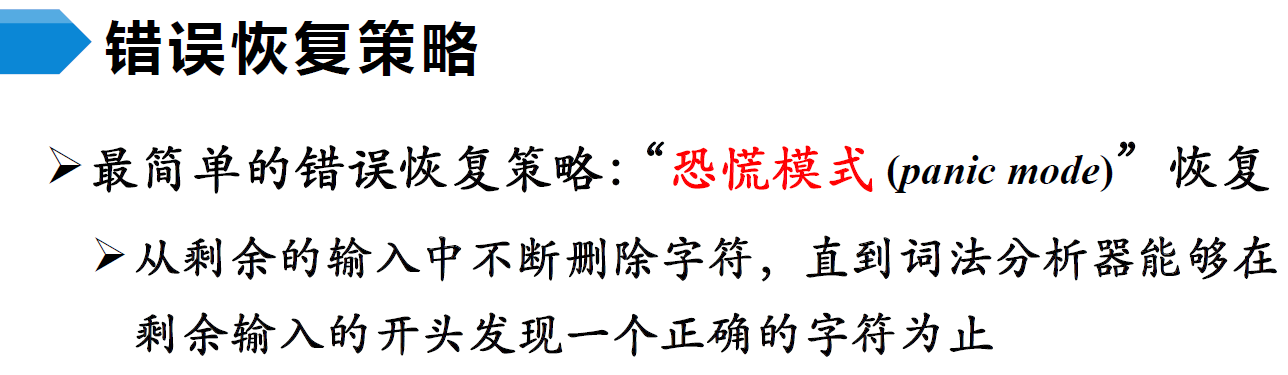 错误恢复策略
最简单的错误恢复策略：“恐慌模式 (panic mode)”恢复
从剩余的输入中不断删除字符，直到词法分析器能够在
剩余输入的开头发现一个正确的字符为止